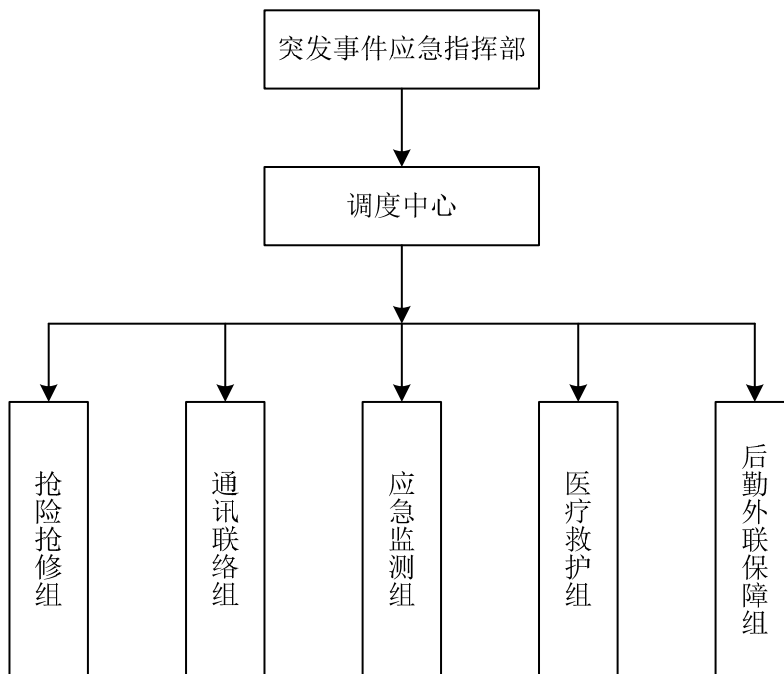 突发事件应急指挥部
调度中心
抢险抢修组
通讯联络组
应急监测组
医疗救护组
后勤外联保障组